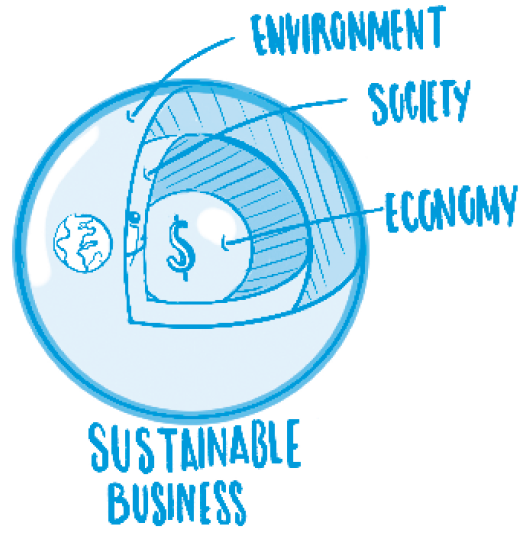 ENVIRONMENT
SOCIETY
ECONOMY
$
SUSTAINABLE
BUSINESS